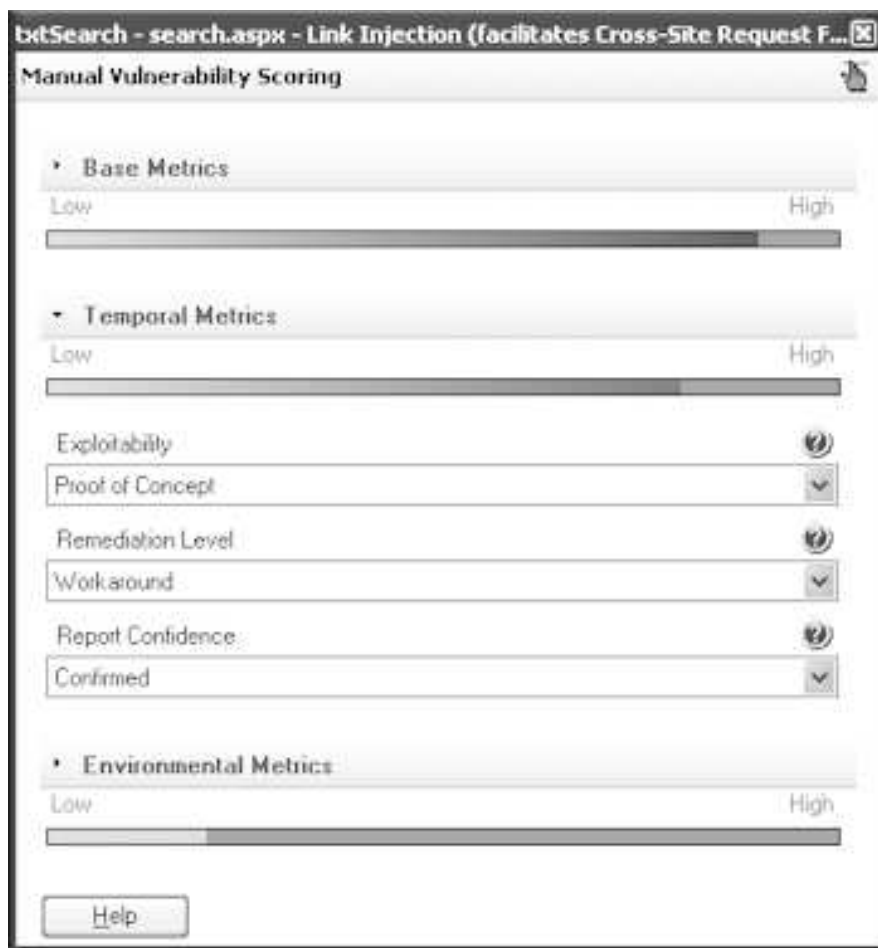 txtSearch - search.aspx - Link Injection (facilitates Cross-Site Request F...
Manual Vulnerability Scoring
Base Metrics
Low High
Temporal Metrics
Low High
Exploitability
Proof of Concept
Remediation Level
Workaround
Report Confidence
Confirmed
Environmental Metrics
Low High
Help